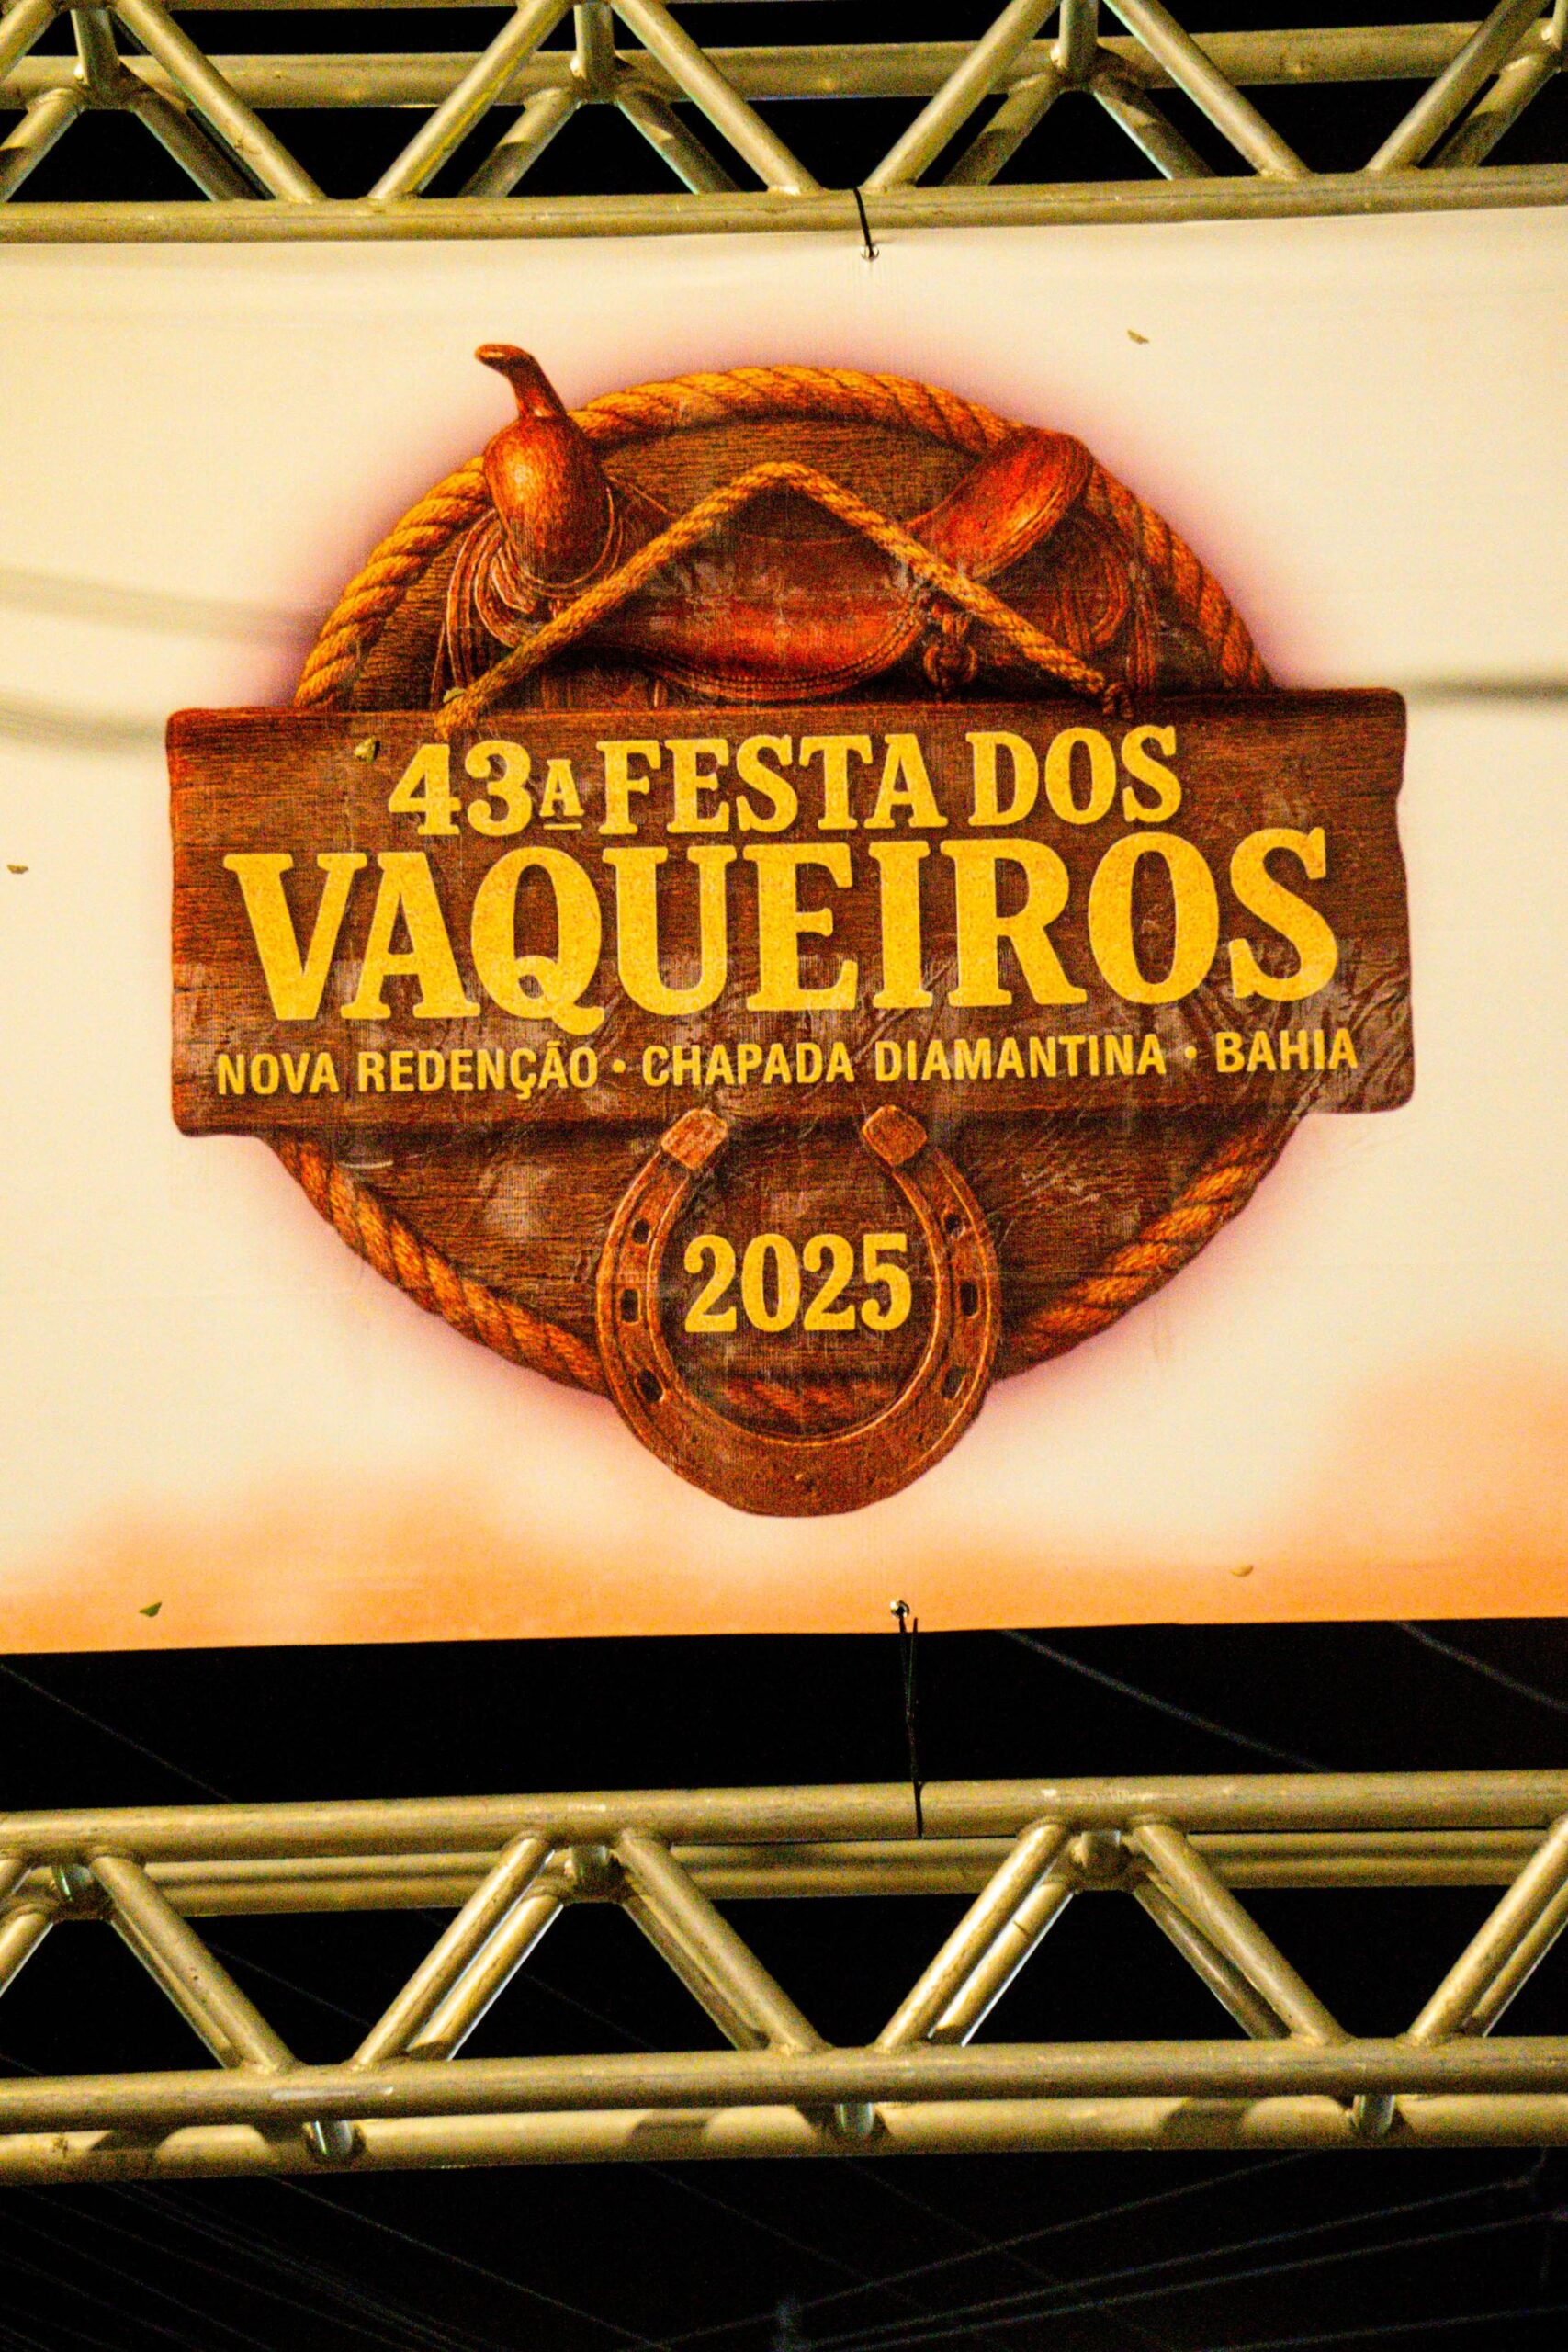 43ª FESTA DOS
VAQUEIROS
NOVA REDENÇÃO • CHAPADA DIAMANTINA • BAHIA
2025